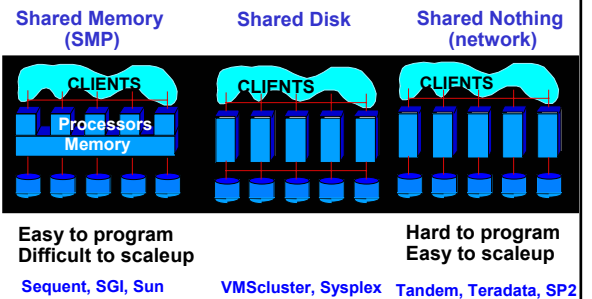 Shared Memory
(SMP)
Shared Disk
Shared Nothing
(network)
CLIENTS
CLIENTS
CLIENTS
Processors
Memory
Easy to program
Difficult to scaleup
Hard to program
Easy to scaleup
Sequent, SGI, Sun
VMScluster, Sysplex
Tandem, Teradata, SP2